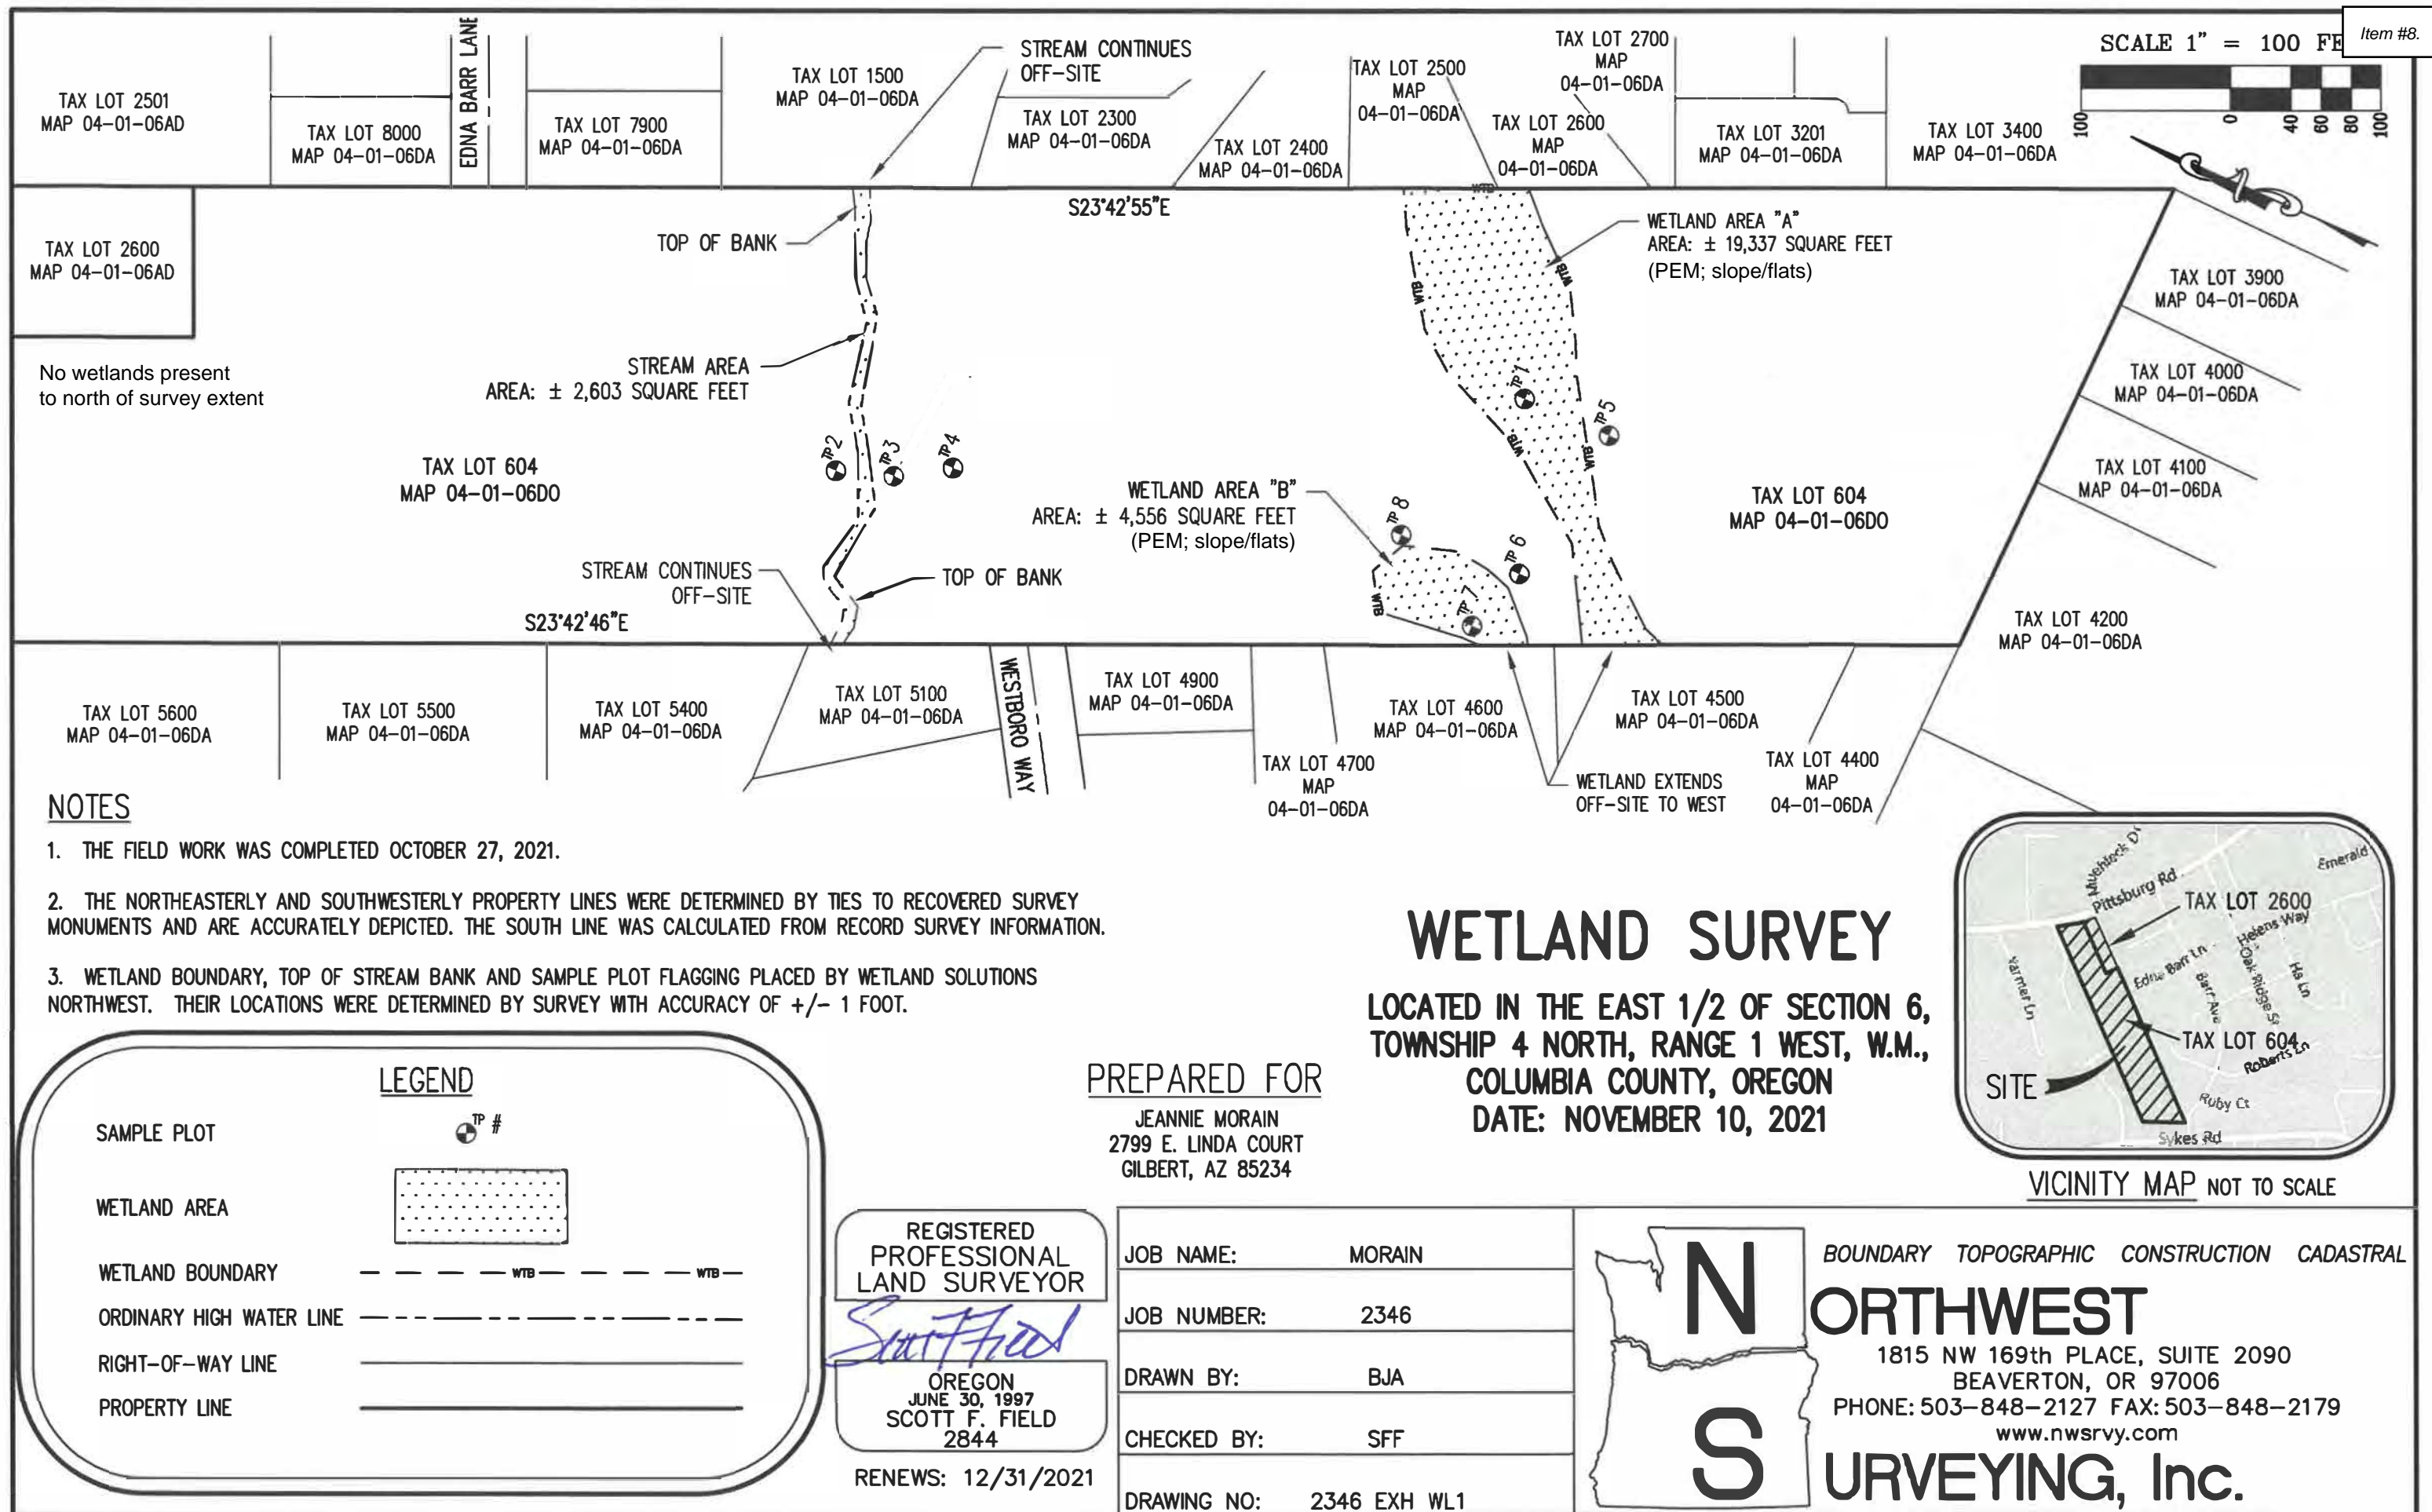 Item #8.
SCALE 1" = 100 FE
100
0
40
60
80
100
TAX LOT 2501
MAP 04-01-06AD
TAX LOT 8000
MAP 04-01-06DA
EDNA BARR LANE
TAX LOT 7900
MAP 04-01-06DA
TAX LOT 1500
MAP 04-01-06DA
STREAM CONTINUES
OFF-SITE
TAX LOT 2300
MAP 04-01-06DA
TAX LOT 2400
MAP 04-01-06DA
TAX LOT 2500
MAP
04-01-06DA
TAX LOT 2700
MAP
04-01-06DA
TAX LOT 2600
MAP
04-01-06DA
TAX LOT 3201
MAP 04-01-06DA
TAX LOT 3400
MAP 04-01-06DA
TAX LOT 2600
MAP 04-01-06AD
TOP OF BANK
S23°42'55"E
WTB
WETLAND AREA "A"
AREA: ± 19,337 SQUARE FEET
(PEM; slope/flats)
WTB
WTB
TAX LOT 3900
MAP 04-01-06DA
No wetlands present
to north of survey extent
STREAM AREA
AREA: ± 2,603 SQUARE FEET
TP 1
TP 5
TAX LOT 4000
MAP 04-01-06DA
TAX LOT 604
MAP 04-01-06DO
TP 2
TP 3
TP 4
WTB
WTB
WETLAND AREA "B"
AREA: ± 4,556 SQUARE FEET
(PEM; slope/flats)
TP 8
TP 6
TP 7
WTB
TAX LOT 604
MAP 04-01-06DO
TAX LOT 4100
MAP 04-01-06DA
STREAM CONTINUES
OFF-SITE
TOP OF BANK
S23°42'46"E
TAX LOT 4200
MAP 04-01-06DA
TAX LOT 5600
MAP 04-01-06DA
TAX LOT 5500
MAP 04-01-06DA
TAX LOT 5400
MAP 04-01-06DA
TAX LOT 5100
MAP 04-01-06DA
WESTBORO WAY
TAX LOT 4900
MAP 04-01-06DA
TAX LOT 4700
MAP
04-01-06DA
TAX LOT 4600
MAP 04-01-06DA
TAX LOT 4500
MAP 04-01-06DA
WETLAND EXTENDS
OFF-SITE TO WEST
TAX LOT 4400
MAP
04-01-06DA
NOTES
1. THE FIELD WORK WAS COMPLETED OCTOBER 27, 2021.
2. THE NORTHEASTERLY AND SOUTHWESTERLY PROPERTY LINES WERE DETERMINED BY TIES TO RECOVERED SURVEY
MONUMENTS AND ARE ACCURATELY DEPICTED. THE SOUTH LINE WAS CALCULATED FROM RECORD SURVEY INFORMATION.
3. WETLAND BOUNDARY, TOP OF STREAM BANK AND SAMPLE PLOT FLAGGING PLACED BY WETLAND SOLUTIONS
NORTHWEST. THEIR LOCATIONS WERE DETERMINED BY SURVEY WITH ACCURACY OF +/- 1 FOOT.
LEGEND
SAMPLE PLOT
TP #
WETLAND AREA
WETLAND BOUNDARY
WTB
WTB
ORDINARY HIGH WATER LINE
RIGHT-OF-WAY LINE
PROPERTY LINE
WETLAND SURVEY
LOCATED IN THE EAST 1/2 OF SECTION 6,
TOWNSHIP 4 NORTH, RANGE 1 WEST, W.M.,
COLUMBIA COUNTY, OREGON
DATE: NOVEMBER 10, 2021
PREPARED FOR
JEANNIE MORAIN
2799 E. LINDA COURT
GILBERT, AZ 85234
Pittsburg Rd
Emerald
TAX LOT 2600
Helens Way
Edna Barr Ln
Barr Ave
Oak Ridge St
TAX LOT 604
Roberts Ln
SITE
Ruby Ct
Sykes Rd
VICINITY MAP NOT TO SCALE
REGISTERED
PROFESSIONAL
LAND SURVEYOR
Scott F. Field
OREGON
JUNE 30, 1997
SCOTT F. FIELD
2844
RENEWS: 12/31/2021
JOB NAME: MORAIN
JOB NUMBER: 2346
DRAWN BY: BJA
CHECKED BY: SFF
DRAWING NO: 2346 EXH WL1
BOUNDARY TOPOGRAPHIC CONSTRUCTION CADASTRAL
NORTHWEST
1815 NW 169th PLACE, SUITE 2090
BEAVERTON, OR 97006
PHONE: 503-848-2127 FAX: 503-848-2179
www.nwsrvy.com
SURVEYING, Inc.